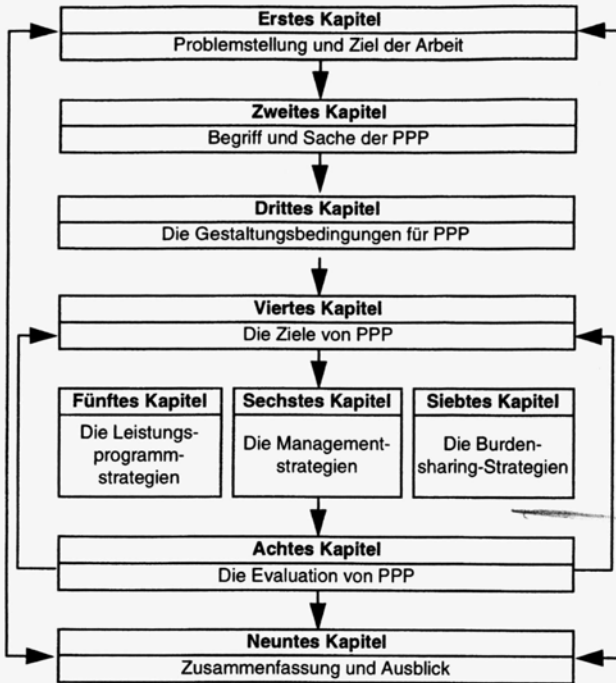 Erstes Kapitel
Problemstellung und Ziel der Arbeit
Zweites Kapitel
Begriff und Sache der PPP
Drittes Kapitel
Die Gestaltungsbedingungen für PPP
Viertes Kapitel
Die Ziele von PPP
Fünftes Kapitel
Die Leistungs-
programm-
strategien
Sechstes Kapitel
Die Management-
strategien
Siebtes Kapitel
Die Burden-
sharing-Strategien
Achtes Kapitel
Die Evaluation von PPP
Neuntes Kapitel
Zusammenfassung und Ausblick